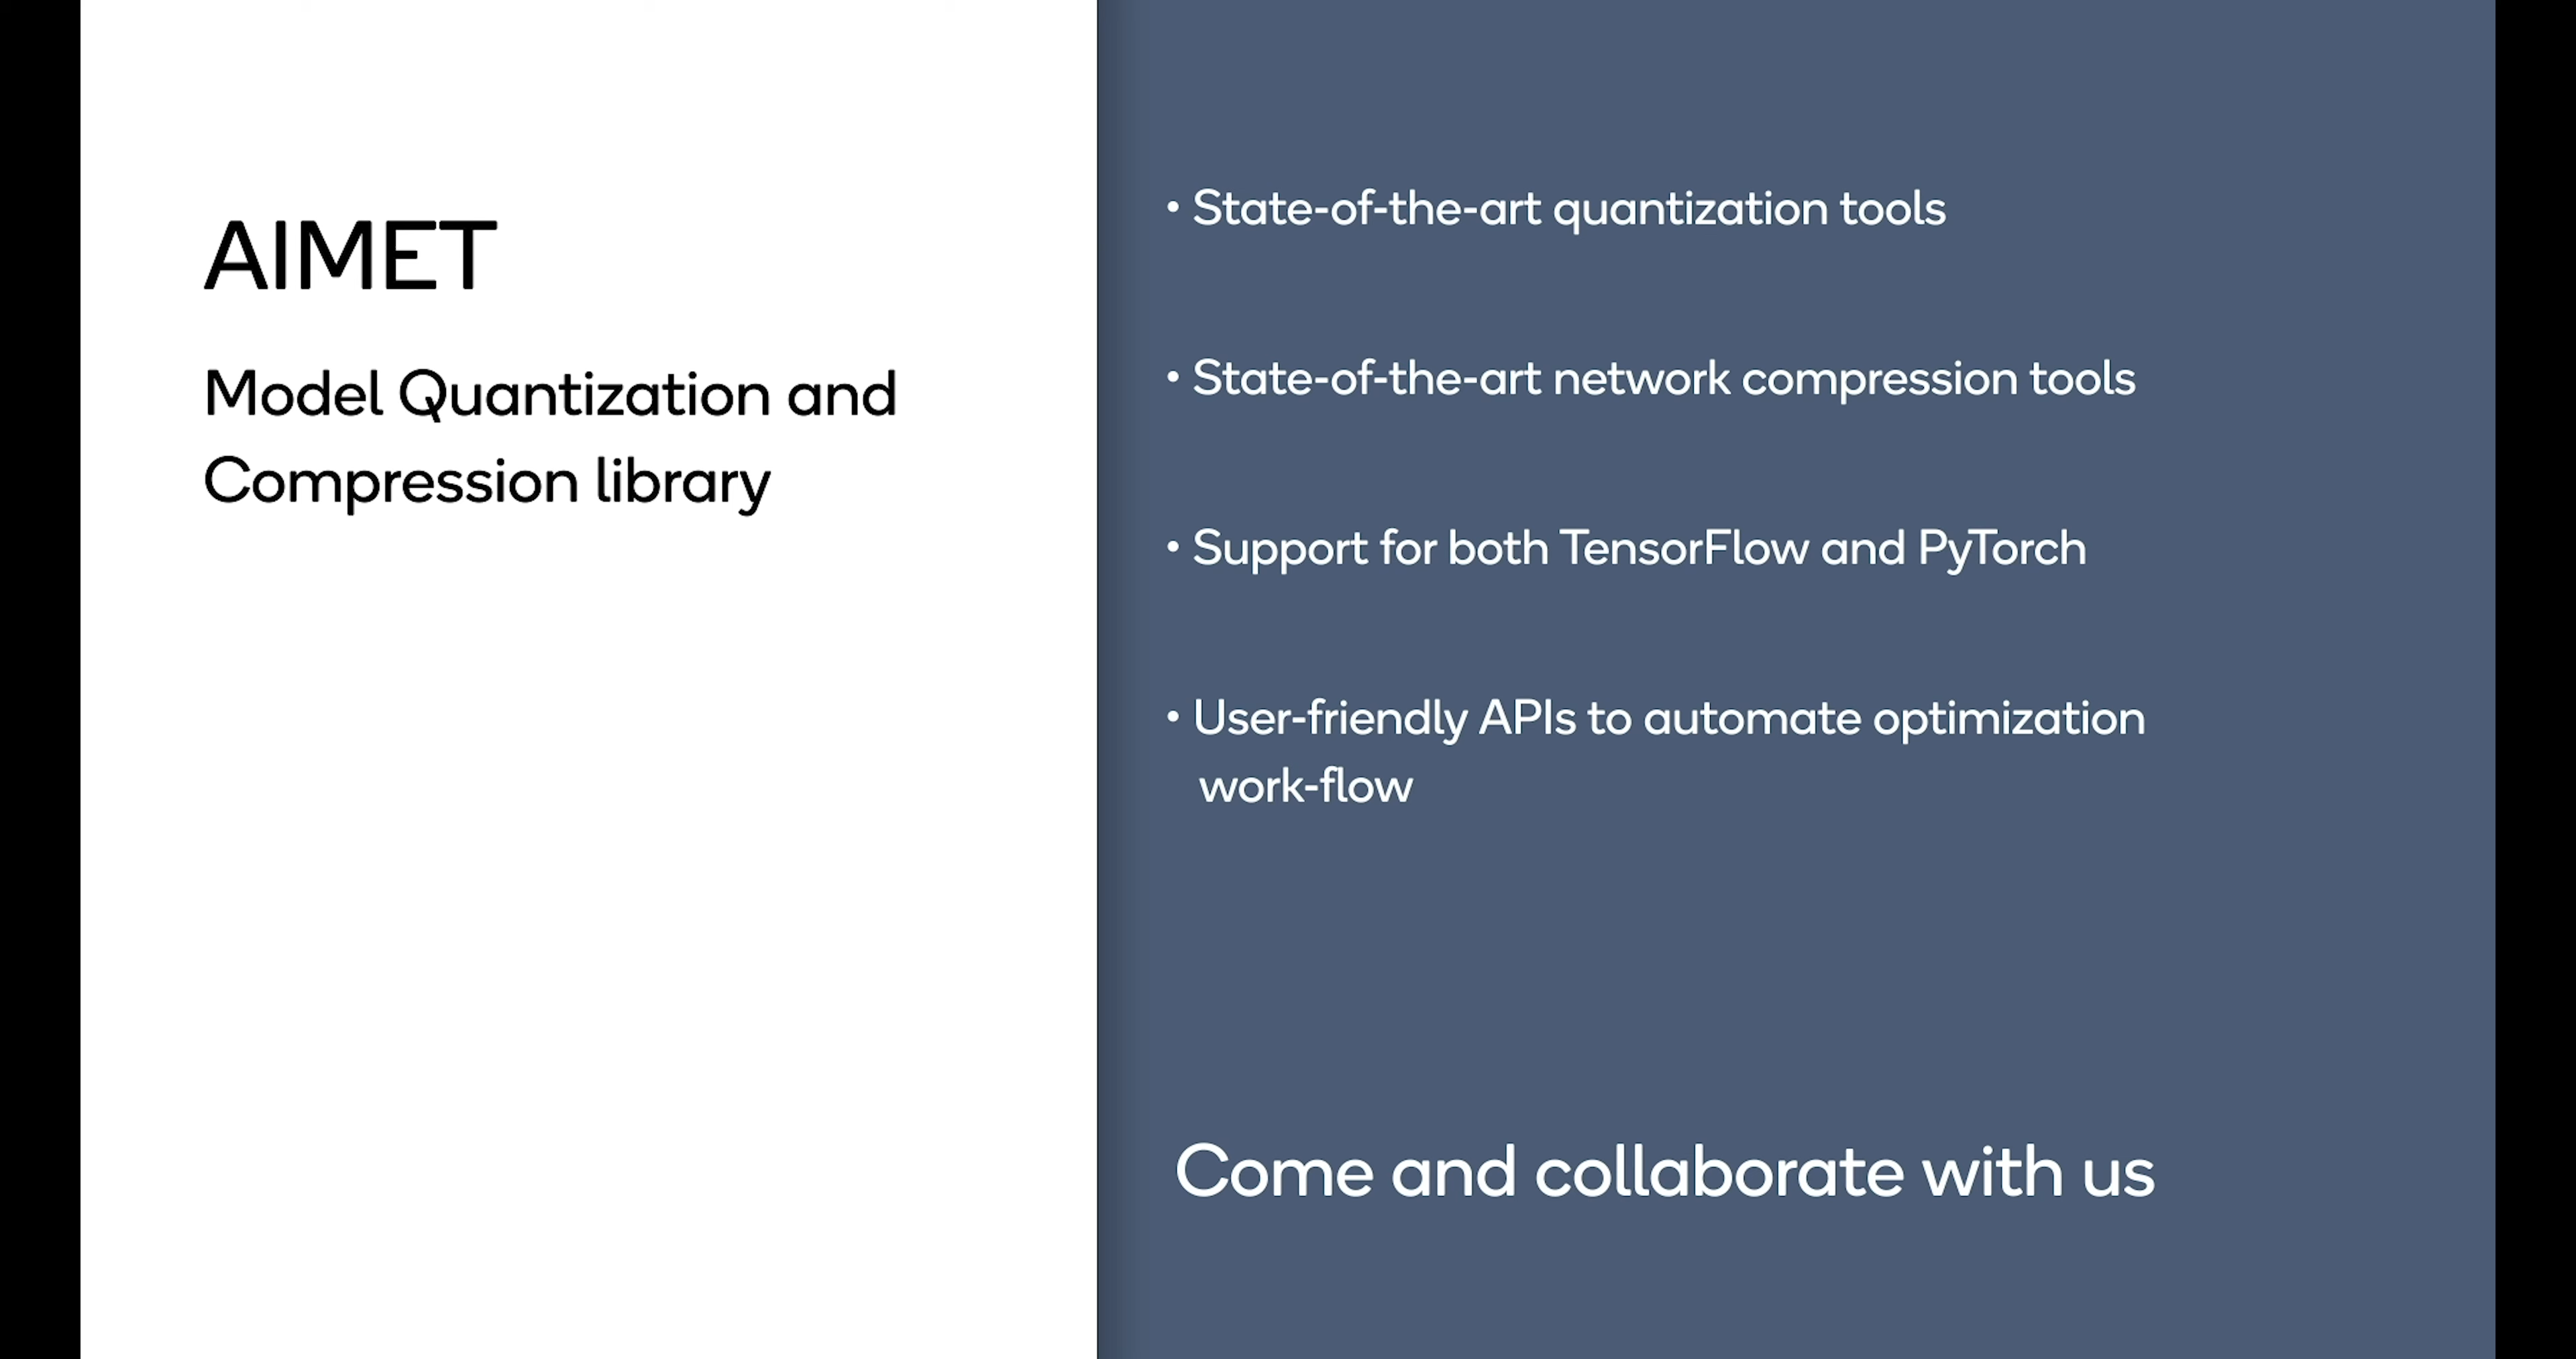 AIMET
Model Quantization and
Compression library
• State-of-the-art quantization tools
• State-of-the-art network compression tools
• Support for both TensorFlow and PyTorch
• User-friendly APIs to automate optimization
work-flow
Come and collaborate with us